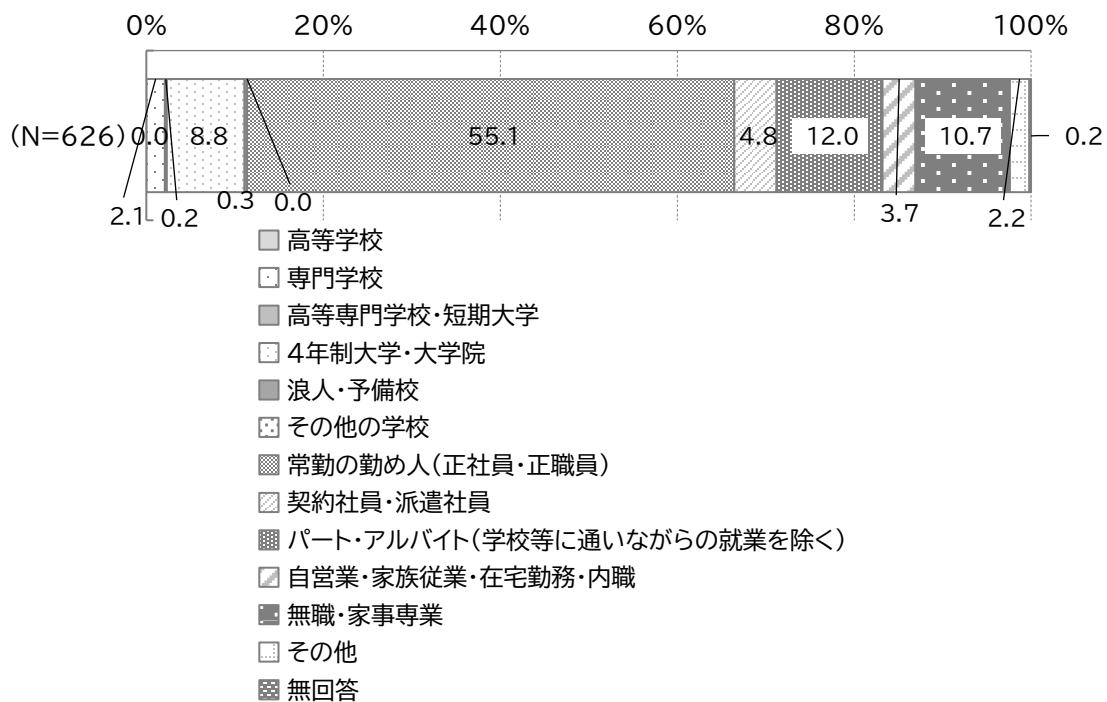 0% 20% 40% 60% 80% 100%
(N=626) 0.0 8.8 55.1 4.8 12.0 10.7 0.2
2.1 0.2 0.3 0.0 3.7 2.2
高等学校
専門学校
高等専門学校・短期大学
4年制大学・大学院
浪人・予備校
その他の学校
常勤の勤め人(正社員・正職員)
契約社員・派遣社員
パート・アルバイト(学校等に通いながらの就業を除く)
自営業・家族従業・在宅勤務・内職
無職・家事専業
その他
無回答